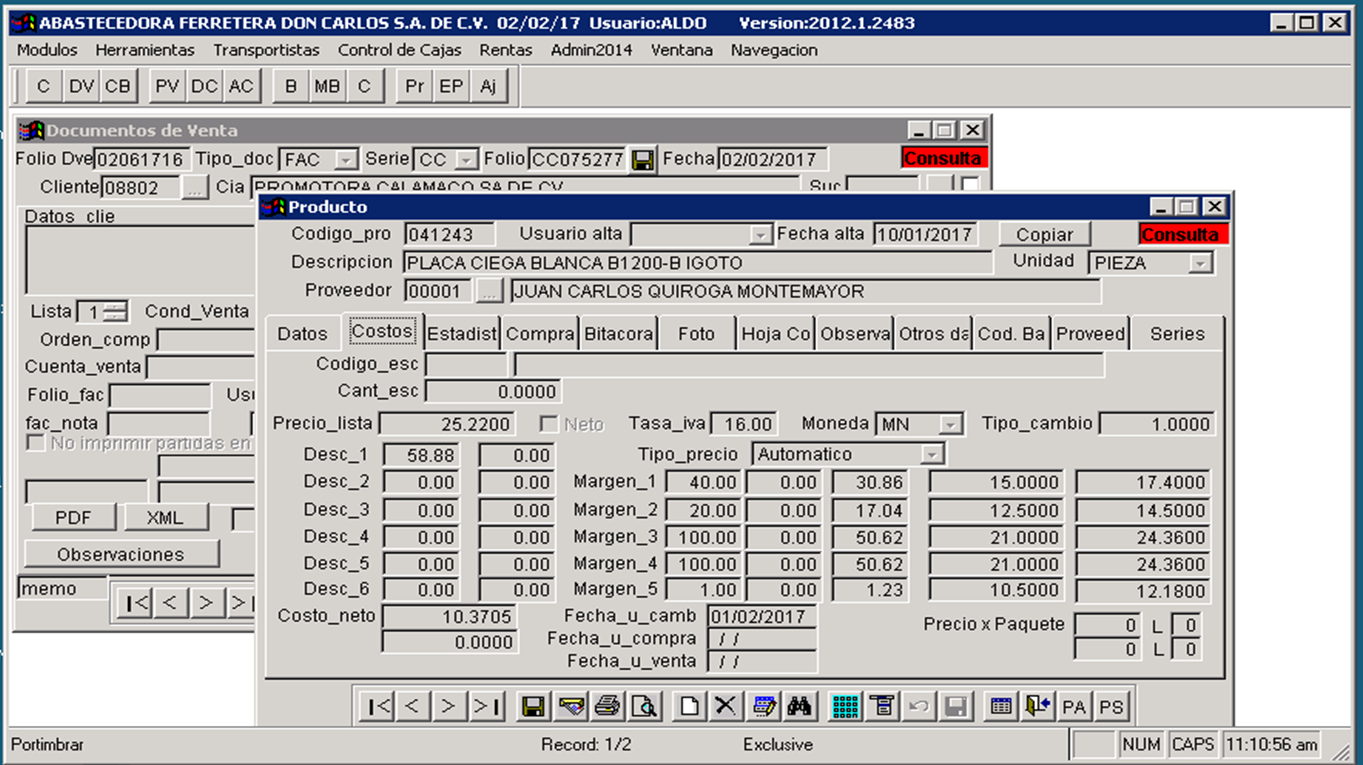 ABASTECEDORA FERRETERA DON CARLOS S.A. DE C.V. 02/02/17 Usuario:ALDO Version:2012.1.2483
Modulos Herramientas Transportistas Control de Cajas Rentas Admin2014 Ventana Navegacion
C DV CB PV DC AC B MB C Pr EP Aj
Documentos de Venta
Folio Dve 02061716 Tipo_doc FAC Serie CC Folio CC075277 Fecha 02/02/2017 Consulta
Cliente 08802 ... Cia PROMOTORA CALAMACO SA DE CV Suc
Datos_clie
Lista 1 Cond_Venta
Orden_comp
Cuenta_venta
Folio_fac
fac_nota
No imprimir partidas en
PDF XML
Observaciones
memo
|< < >
Producto
Codigo_pro 041243 Usuario alta Fecha alta 10/01/2017 Copiar Consulta
Descripcion PLACA CIEGA BLANCA B1200-B IGOTO Unidad PIEZA
Proveedor 00001 ... JUAN CARLOS QUIROGA MONTEMAYOR
Datos Costos Estadist Compra Bitacora Foto Hoja Co Observa Otros da Cod. Ba Proveed Series
Codigo_esc
Cant_esc 0.0000
Precio_lista 25.2200 Neto Tasa_iva 16.00 Moneda MN Tipo_cambio 1.0000
Desc_1 58.88 0.00 Tipo_precio Automatico
Desc_2 0.00 0.00 Margen_1 40.00 0.00 30.86 15.0000 17.4000
Desc_3 0.00 0.00 Margen_2 20.00 0.00 17.04 12.5000 14.5000
Desc_4 0.00 0.00 Margen_3 100.00 0.00 50.62 21.0000 24.3600
Desc_5 0.00 0.00 Margen_4 100.00 0.00 50.62 21.0000 24.3600
Desc_6 0.00 0.00 Margen_5 1.00 0.00 1.23 10.5000 12.1800
Costo_neto 10.3705 Fecha_u_camb 01/02/2017 Precio x Paquete 0 L 0
0.0000 Fecha_u_compra / / 0 L 0
Fecha_u_venta / /
|< < > >| PA PS
Portimbrar Record: 1/2 Exclusive NUM CAPS 11:10:56 am